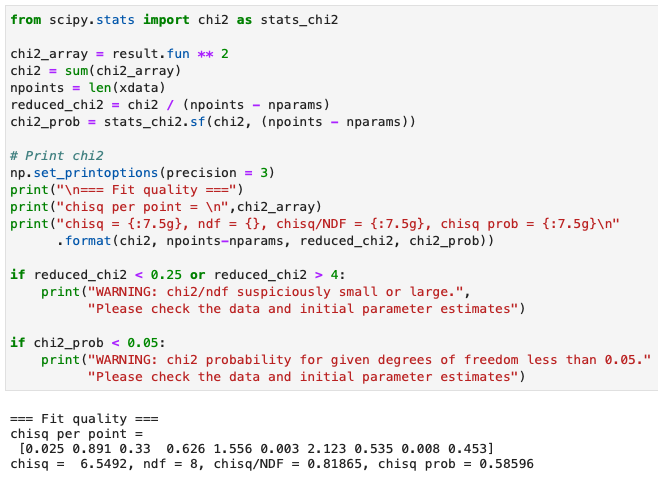 from scipy.stats import chi2 as stats_chi2

chi2_array = result.fun ** 2
chi2 = sum(chi2_array)
npoints = len(xdata)
reduced_chi2 = chi2 / (npoints - nparams)
chi2_prob = stats_chi2.sf(chi2, (npoints - nparams))

# Print chi2
np.set_printoptions(precision = 3)
print("\n=== Fit quality ===")
print("chisq per point = \n",chi2_array)
print("chisq = {:7.5g}, ndf = {}, chisq/NDF = {:7.5g}, chisq prob = {:7.5g}\n"
      .format(chi2, npoints-nparams, reduced_chi2, chi2_prob))

if reduced_chi2 < 0.25 or reduced_chi2 > 4:
    print("WARNING: chi2/ndf suspiciously small or large.",
          "Please check the data and initial parameter estimates")

if chi2_prob < 0.05:
    print("WARNING: chi2 probability for given degrees of freedom less than 0.05."
          "Please check the data and initial parameter estimates")

=== Fit quality ===
chisq per point = 
 [0.025 0.891 0.33  0.626 1.556 0.003 2.123 0.535 0.008 0.453]
chisq =  6.5492, ndf = 8, chisq/NDF = 0.81865, chisq prob = 0.58596